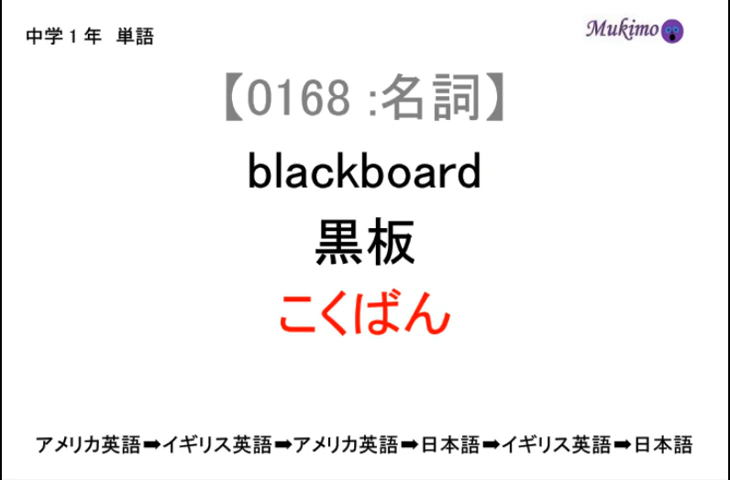 中学1年 単語
Mukimo
【0168 :名詞】
blackboard
黒板
こくばん
アメリカ英語➡イギリス英語➡アメリカ英語➡日本語➡イギリス英語➡日本語